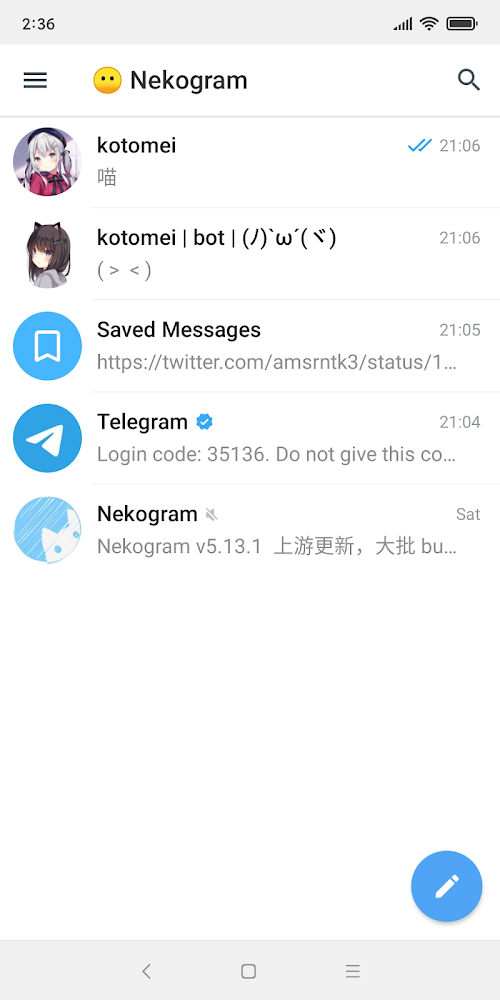 2:36
😶 Nekogram
kotomei
21:06
喵
kotomei | bot | (ﾉ)`ω´(ヾ)
21:06
( > < )
Saved Messages
21:05
https://twitter.com/amsrntk3/status/1...
Telegram
21:04
Login code: 35136. Do not give this co...
Nekogram
Sat
Nekogram v5.13.1 上游更新，大批 bu...